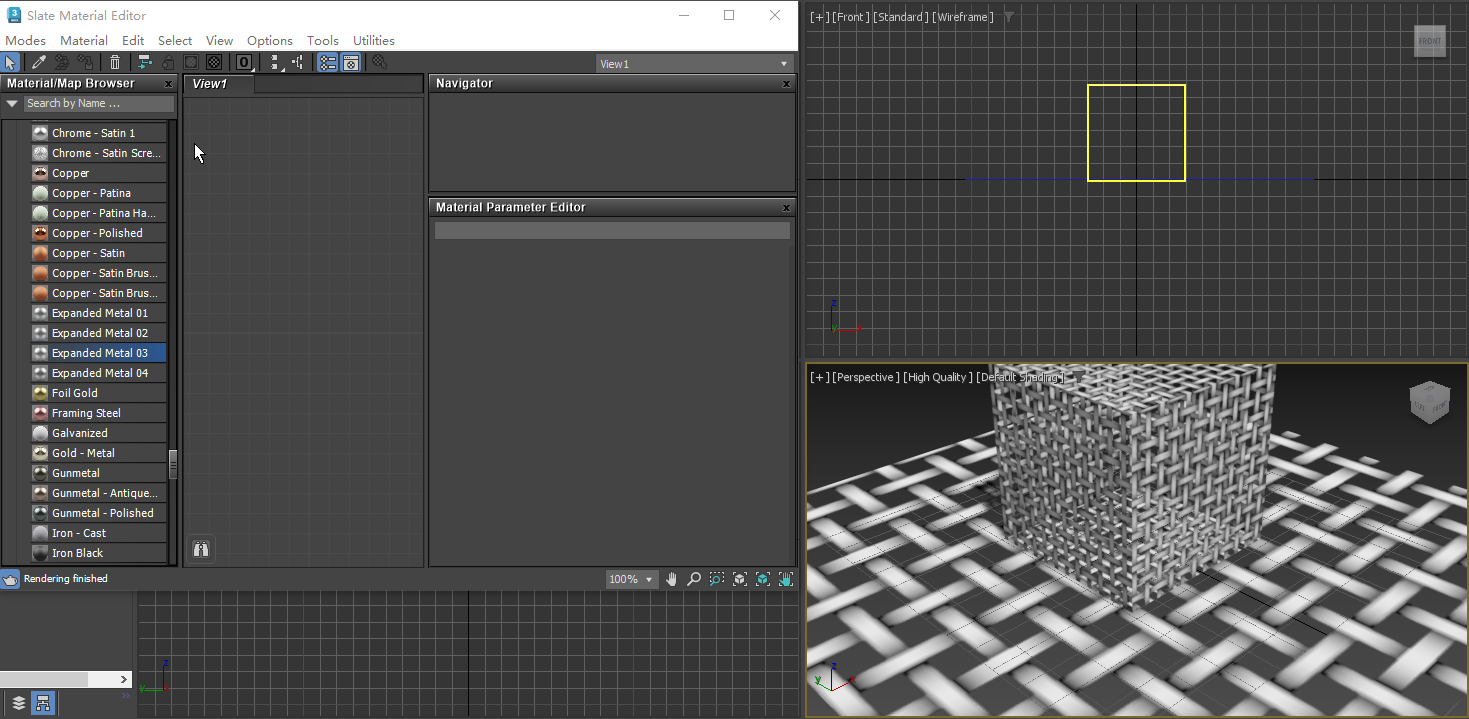 Slate Material Editor
Modes Material Edit Select View Options Tools Utilities
0
View1
Material/Map Browser x
Search by Name ...
Chrome - Satin 1
Chrome - Satin Scre...
Copper
Copper - Patina
Copper - Patina Ha...
Copper - Polished
Copper - Satin
Copper - Satin Brus...
Copper - Satin Brus...
Expanded Metal 01
Expanded Metal 02
Expanded Metal 03
Expanded Metal 04
Foil Gold
Framing Steel
Galvanized
Gold - Metal
Gunmetal
Gunmetal - Antique...
Gunmetal - Polished
Iron - Cast
Iron Black
View1
Navigator x
Material Parameter Editor x
Rendering finished
100%
z
y
[+] [Front ] [Standard ] [Wireframe ]
FRONT
z
x
[+] [Perspective ] [High Quality ] [Default Shading ]
z
y